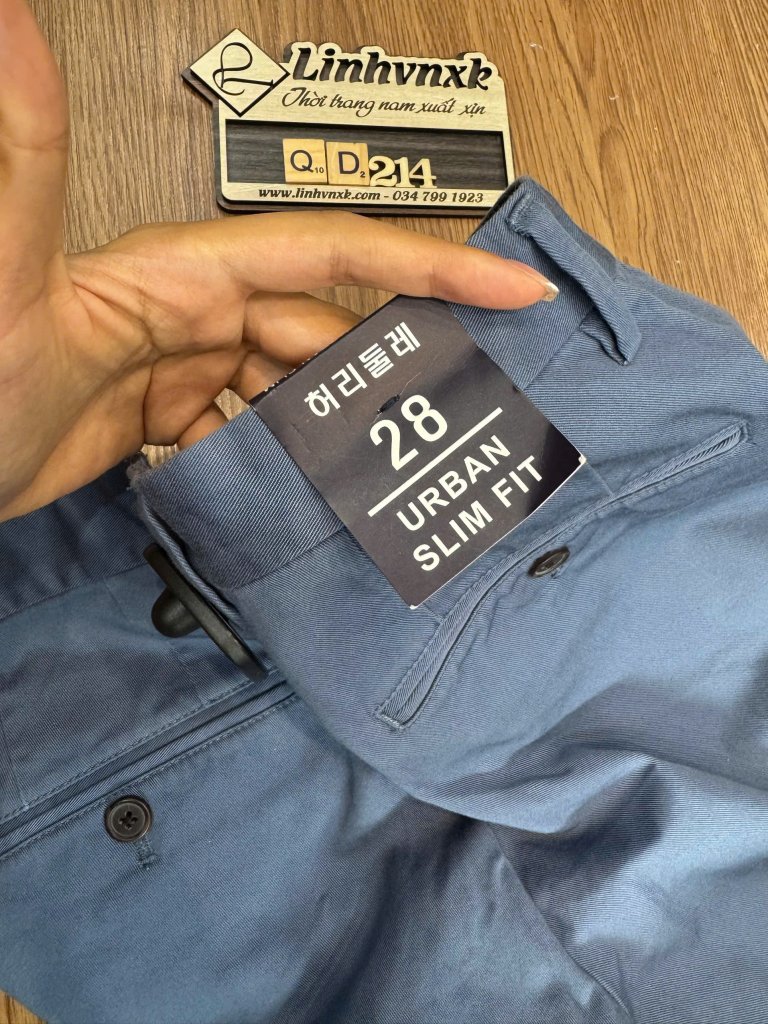 Linhvnxk
Thời trang nam xuất xịn
Q10 D2 214
www.linhvnxk.com - 034 799 1923
허리둘레
28
URBAN
SLIM FIT